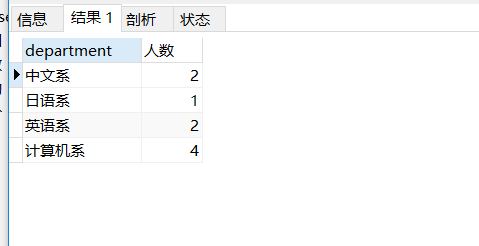 信息 结果 1 剖析 状态
department 人数
中文系 2
日语系 1
英语系 2
计算机系 4